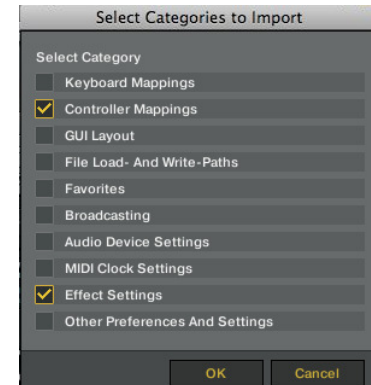 Select Categories to Import
Select Category
Keyboard Mappings
Controller Mappings
GUI Layout
File Load- And Write-Paths
Favorites
Broadcasting
Audio Device Settings
MIDI Clock Settings
Effect Settings
Other Preferences And Settings
OK Cancel